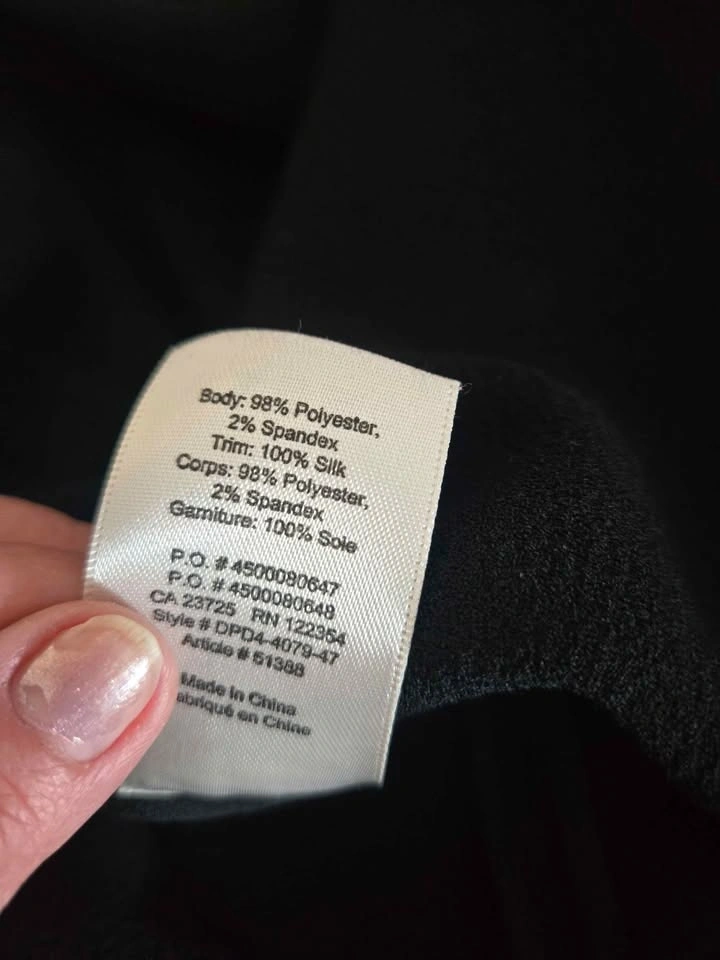 Body: 98% Polyester,
2% Spandex
Trim: 100% Silk
Corps: 98% Polyester,
2% Spandex
Garniture: 100% Soie
P.O. # 4500080647
P.O. # 4500080648
CA 23725 RN 122354
Style # DPD4-4079-47
Article # 51388
Made in China
abriqué en Chine